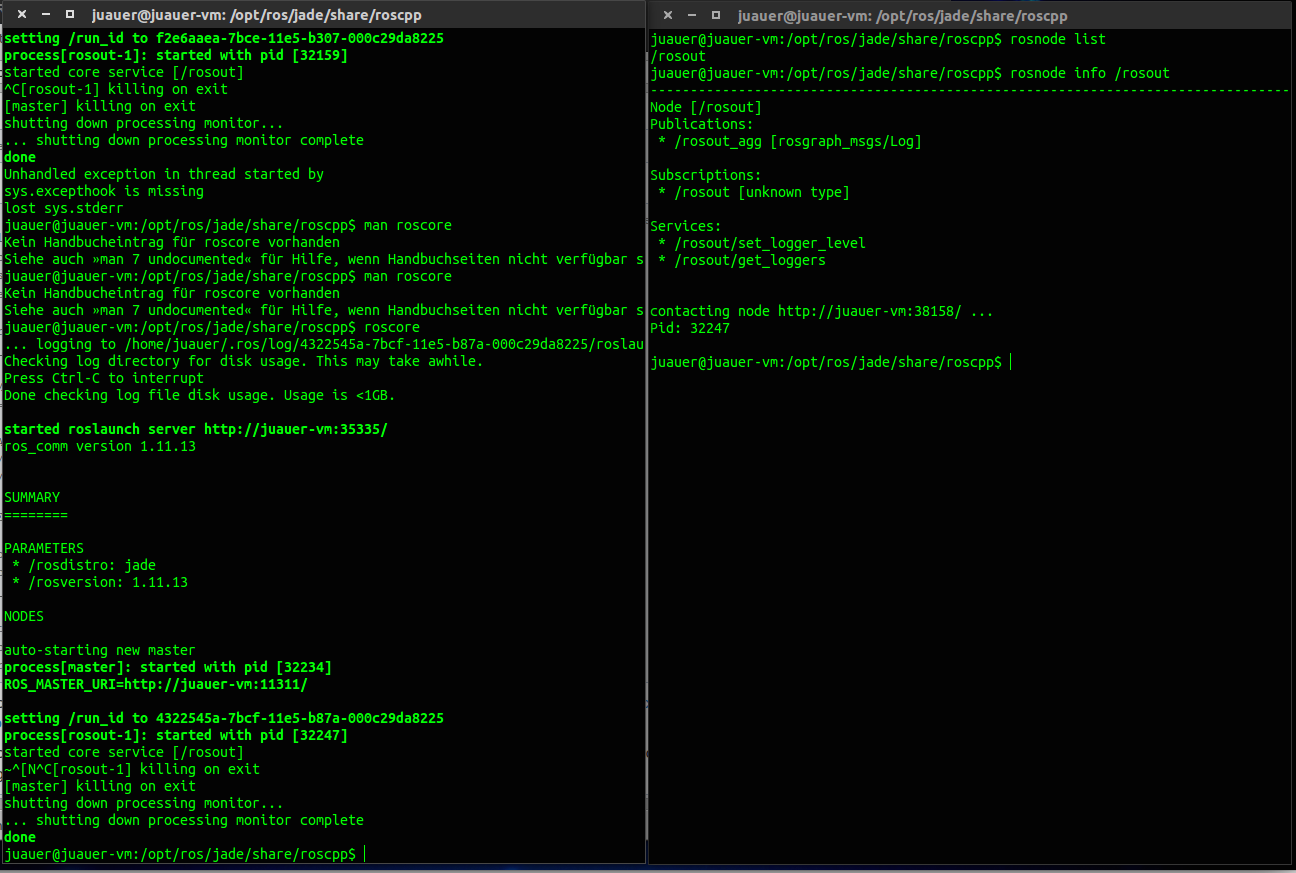 juauer@juauer-vm: /opt/ros/jade/share/roscpp
setting /run_id to f2e6aaea-7bce-11e5-b307-000c29da8225
process[rosout-1]: started with pid [32159]
started core service [/rosout]
^C[rosout-1] killing on exit
[master] killing on exit
shutting down processing monitor...
... shutting down processing monitor complete
done
Unhandled exception in thread started by
sys.excepthook is missing
lost sys.stderr
juauer@juauer-vm:/opt/ros/jade/share/roscpp$ man roscore
Kein Handbucheintrag für roscore vorhanden
Siehe auch »man 7 undocumented« für Hilfe, wenn Handbuchseiten nicht verfügbar s
juauer@juauer-vm:/opt/ros/jade/share/roscpp$ man roscore
Kein Handbucheintrag für roscore vorhanden
Siehe auch »man 7 undocumented« für Hilfe, wenn Handbuchseiten nicht verfügbar s
juauer@juauer-vm:/opt/ros/jade/share/roscpp$ roscore
... logging to /home/juauer/.ros/log/4322545a-7bcf-11e5-b87a-000c29da8225/roslau
Checking log directory for disk usage. This may take awhile.
Press Ctrl-C to interrupt
Done checking log file disk usage. Usage is <1GB.
started roslaunch server http://juauer-vm:35335/
ros_comm version 1.11.13
SUMMARY
========
PARAMETERS
* /rosdistro: jade
* /rosversion: 1.11.13
NODES
auto-starting new master
process[master]: started with pid [32234]
ROS_MASTER_URI=http://juauer-vm:11311/
setting /run_id to 4322545a-7bcf-11e5-b87a-000c29da8225
process[rosout-1]: started with pid [32247]
started core service [/rosout]
~^[N^C[rosout-1] killing on exit
[master] killing on exit
shutting down processing monitor...
... shutting down processing monitor complete
done
juauer@juauer-vm:/opt/ros/jade/share/roscpp$
juauer@juauer-vm: /opt/ros/jade/share/roscpp
juauer@juauer-vm:/opt/ros/jade/share/roscpp$ rosnode list
/rosout
juauer@juauer-vm:/opt/ros/jade/share/roscpp$ rosnode info /rosout
--------------------------------------------------------------------------------
Node [/rosout]
Publications:
* /rosout_agg [rosgraph_msgs/Log]
Subscriptions:
* /rosout [unknown type]
Services:
* /rosout/set_logger_level
* /rosout/get_loggers
contacting node http://juauer-vm:38158/ ...
Pid: 32247
juauer@juauer-vm:/opt/ros/jade/share/roscpp$